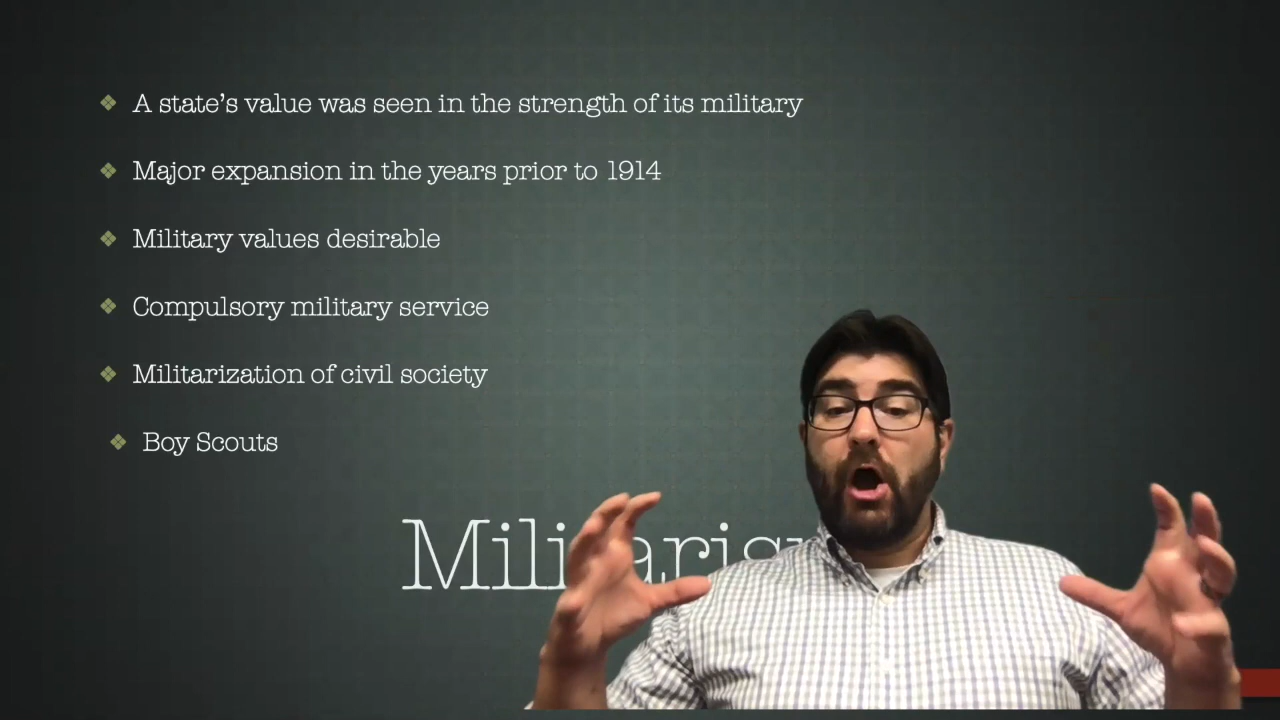 A state's value was seen in the strength of its military
Major expansion in the years prior to 1914
Military values desirable
Compulsory military service
Militarization of civil society
Boy Scouts